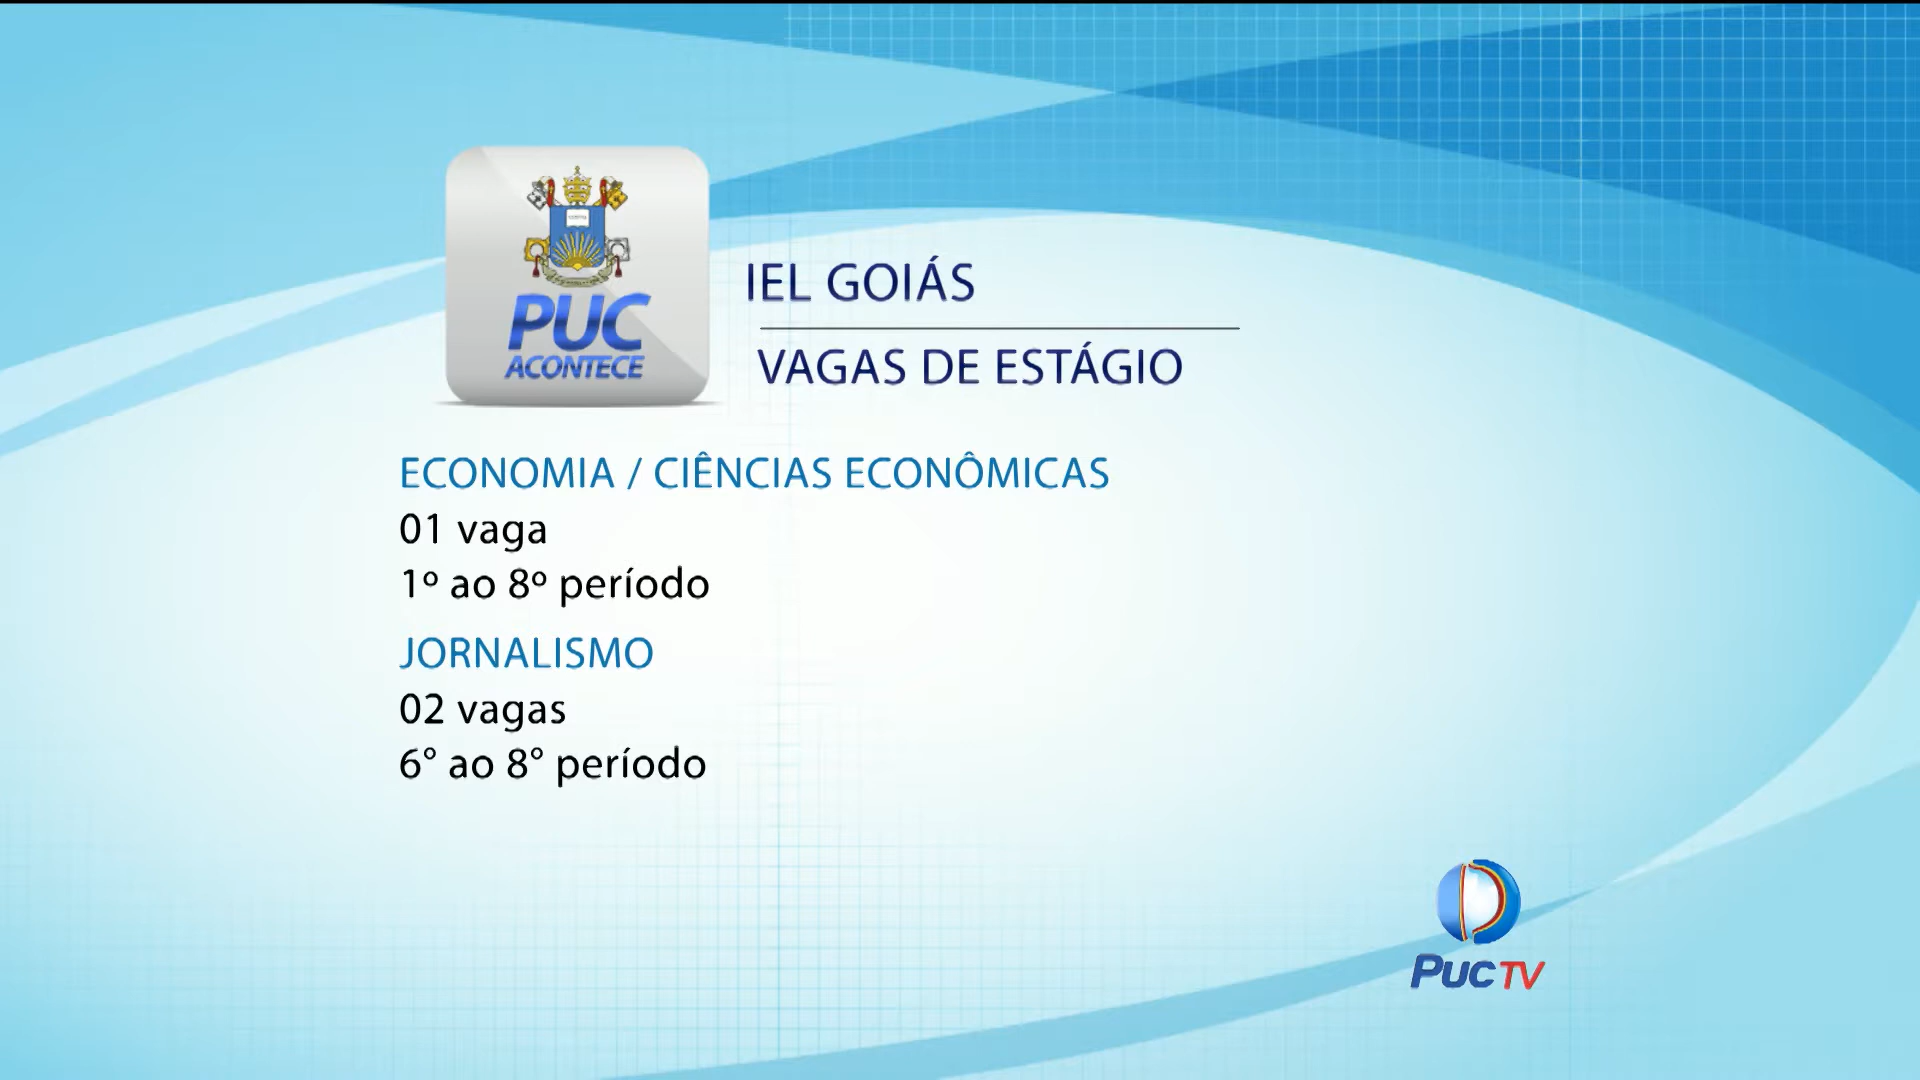 PUC
ACONTECE
IEL GOIÁS
VAGAS DE ESTÁGIO
ECONOMIA / CIÊNCIAS ECONÔMICAS
01 vaga
1º ao 8º período
JORNALISMO
02 vagas
6° ao 8° período
PUC TV